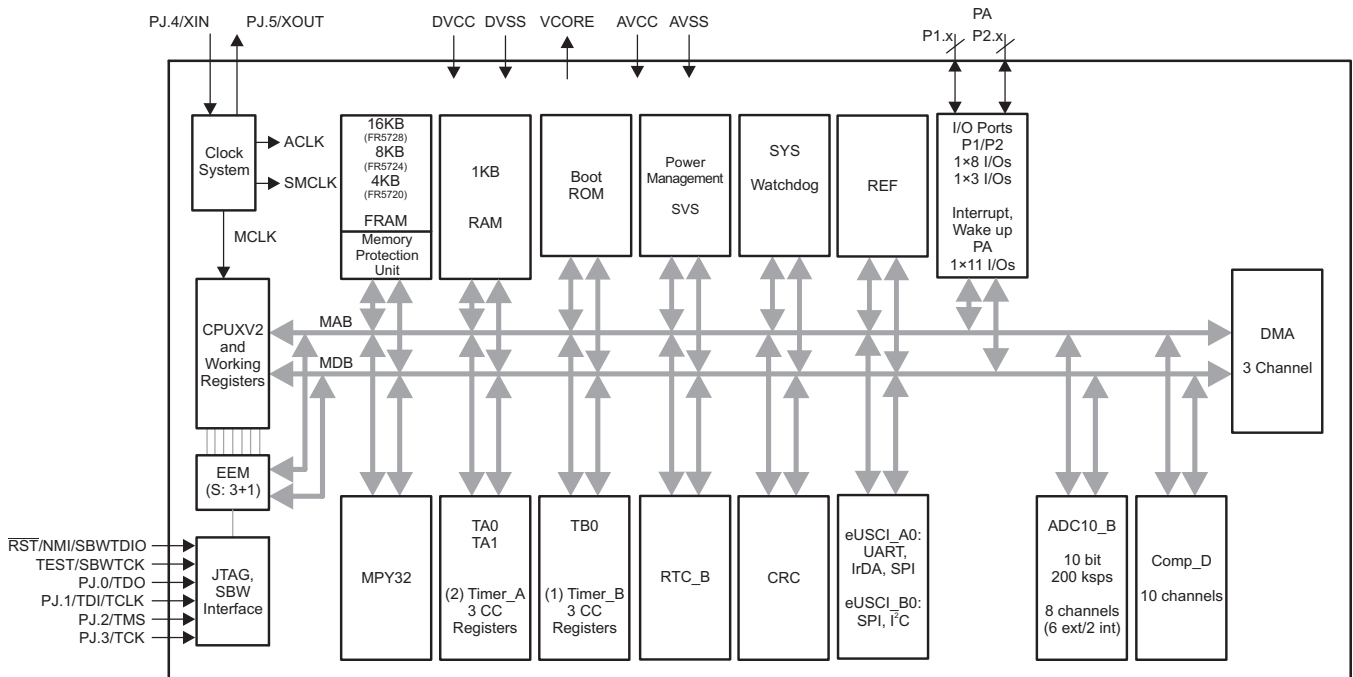 PJ.4/XIN
PJ.5/XOUT
DVCC
DVSS
VCORE
AVCC
AVSS
PA
P1.x
P2.x
Clock
System
ACLK
SMCLK
MCLK
16KB
(FR5728)
8KB
(FR5724)
4KB
(FR5720)
FRAM
Memory
Protection
Unit
1KB
RAM
Boot
ROM
Power
Management
SVS
SYS
Watchdog
REF
I/O Ports
P1/P2
1×8 I/Os
1×3 I/Os
Interrupt,
Wake up
PA
1×11 I/Os
CPUXV2
and
Working
Registers
MAB
MDB
DMA
3 Channel
EEM
(S: 3+1)
RST/NMI/SBWTDIO
TEST/SBWTCK
PJ.0/TDO
PJ.1/TDI/TCLK
PJ.2/TMS
PJ.3/TCK
JTAG,
SBW
Interface
MPY32
TA0
TA1
(2) Timer_A
3 CC
Registers
TB0
(1) Timer_B
3 CC
Registers
RTC_B
CRC
eUSCI_A0:
UART,
IrDA, SPI
eUSCI_B0:
SPI, I²C
ADC10_B
10 bit
200 ksps
8 channels
(6 ext/2 int)
Comp_D
10 channels